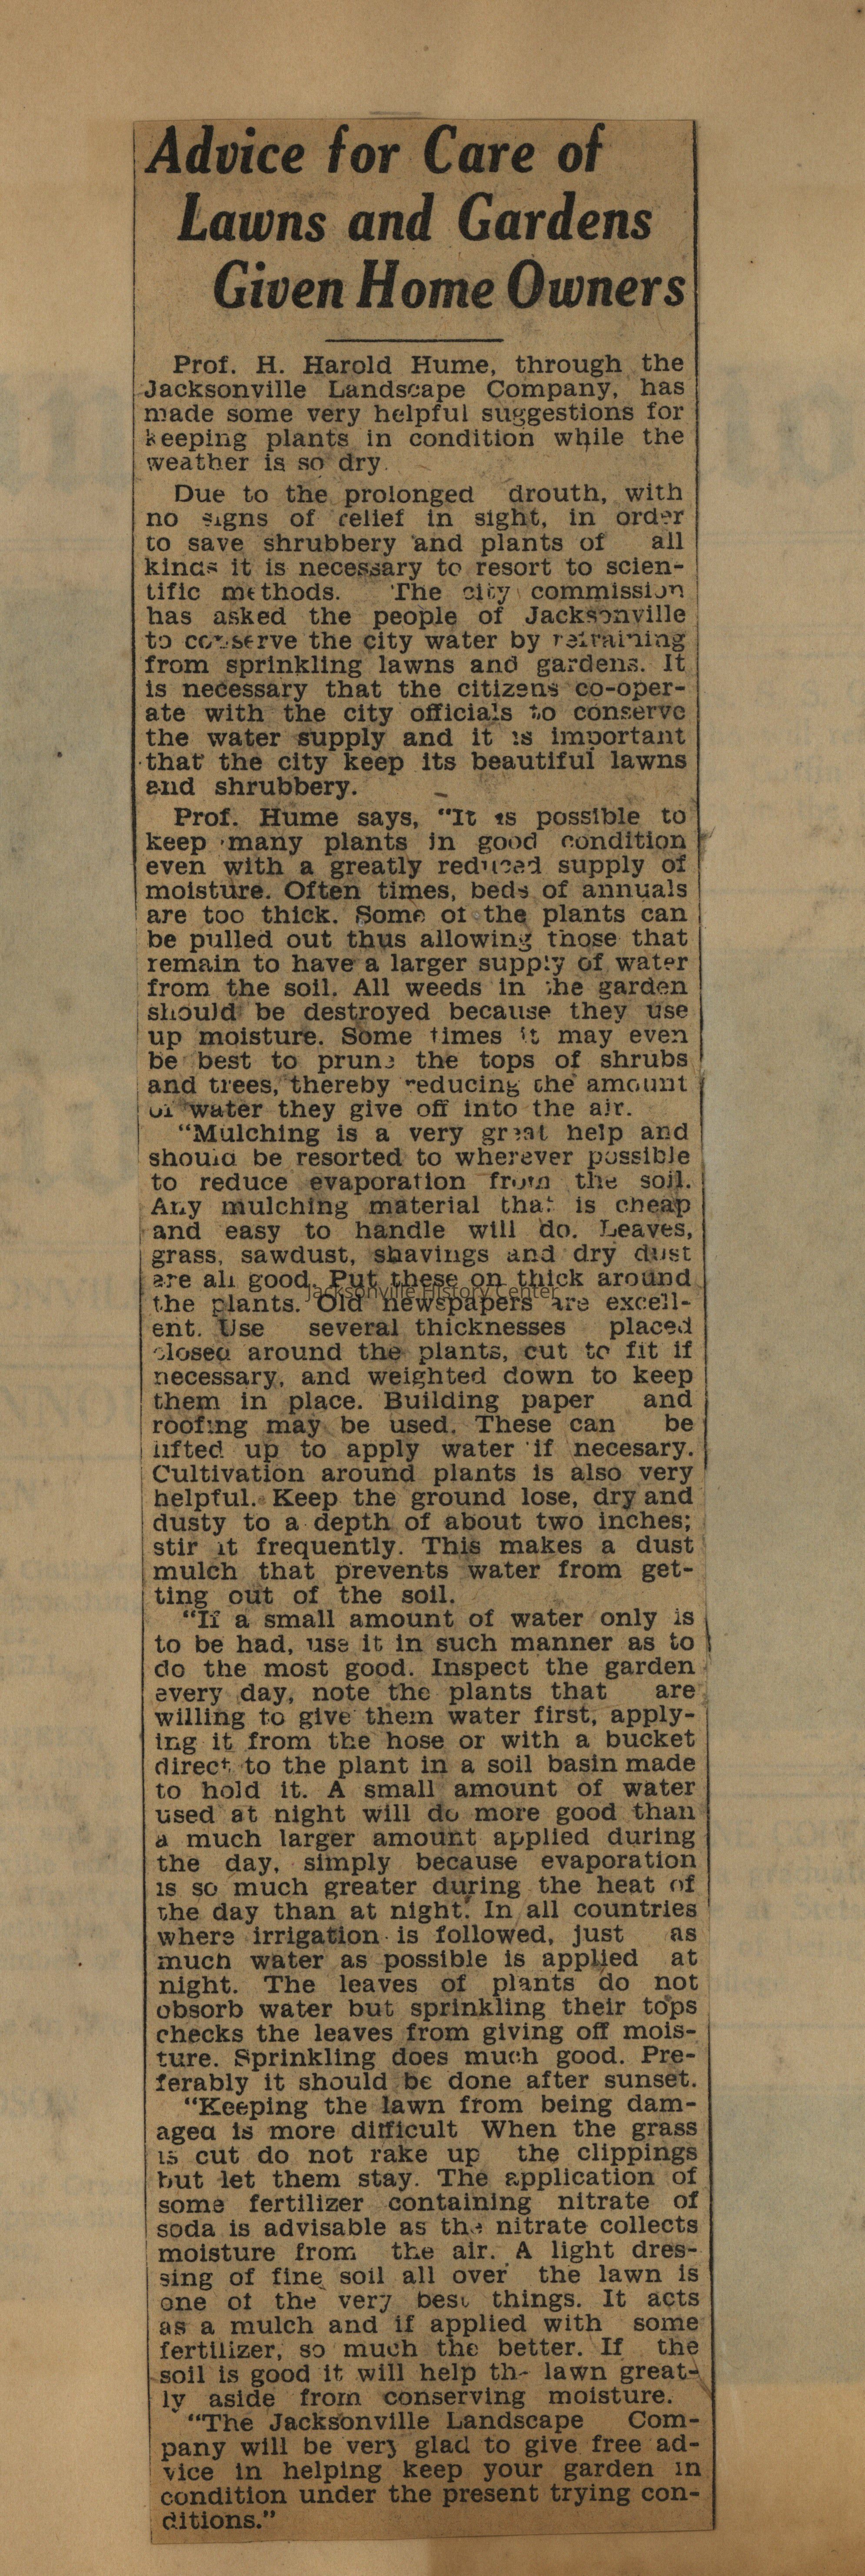 Advice for Care of
Lawns and Gardens
Given Home Owners
Prof. H. Harold Hume, through the
Jacksonville Landscape Company, has
made some very helpful suggestions for
keeping plants in condition while the
weather is so dry.
Due to the prolonged drouth, with
no signs of relief in sight, in order
to save shrubbery and plants of all
kinds it is necessary to resort to scien-
tific methods. The city commission
has asked the people of Jacksonville
to conserve the city water by refraining
from sprinkling lawns and gardens. It
is necessary that the citizens co-oper-
ate with the city officials to conserve
the water supply and it is important
that the city keep its beautiful lawns
and shrubbery.
Prof. Hume says, "It is possible to
keep many plants in good condition
even with a greatly reduced supply of
moisture. Often times, beds of annuals
are too thick. Some of the plants can
be pulled out thus allowing those that
remain to have a larger supply of water
from the soil. All weeds in the garden
should be destroyed because they use
up moisture. Some times it may even
be best to prune the tops of shrubs
and trees, thereby reducing the amount
of water they give off into the air.
"Mulching is a very great help and
should be resorted to wherever possible
to reduce evaporation from the soil.
Any mulching material that is cheap
and easy to handle will do. Leaves,
grass, sawdust, shavings and dry dust
are all good. Put these on thick around
Jacksonville History Center
the plants. Old newspapers are excell-
ent. Use several thicknesses placed
closed around the plants, cut to fit if
necessary, and weighted down to keep
them in place. Building paper and
roofing may be used. These can be
lifted up to apply water if necesary.
Cultivation around plants is also very
helpful. Keep the ground lose, dry and
dusty to a depth of about two inches;
stir it frequently. This makes a dust
mulch that prevents water from get-
ting out of the soil.
"If a small amount of water only is
to be had, use it in such manner as to
do the most good. Inspect the garden
every day, note the plants that are
willing to give them water first, apply-
ing it from the hose or with a bucket
direct to the plant in a soil basin made
to hold it. A small amount of water
used at night will do more good than
a much larger amount applied during
the day, simply because evaporation
is so much greater during the heat of
the day than at night. In all countries
where irrigation is followed, just as
much water as possible is applied at
night. The leaves of plants do not
obsorb water but sprinkling their tops
checks the leaves from giving off mois-
ture. Sprinkling does much good. Pre-
ferably it should be done after sunset.
"Keeping the lawn from being dam-
aged is more difficult When the grass
is cut do not rake up the clippings
but let them stay. The application of
some fertilizer containing nitrate of
soda is advisable as the nitrate collects
moisture from the air. A light dres-
sing of fine soil all over the lawn is
one of the very best things. It acts
as a mulch and if applied with some
fertilizer, so much the better. If the
soil is good it will help the lawn great-
ly aside from conserving moisture.
"The Jacksonville Landscape Com-
pany will be very glad to give free ad-
vice in helping keep your garden in
condition under the present trying con-
ditions."